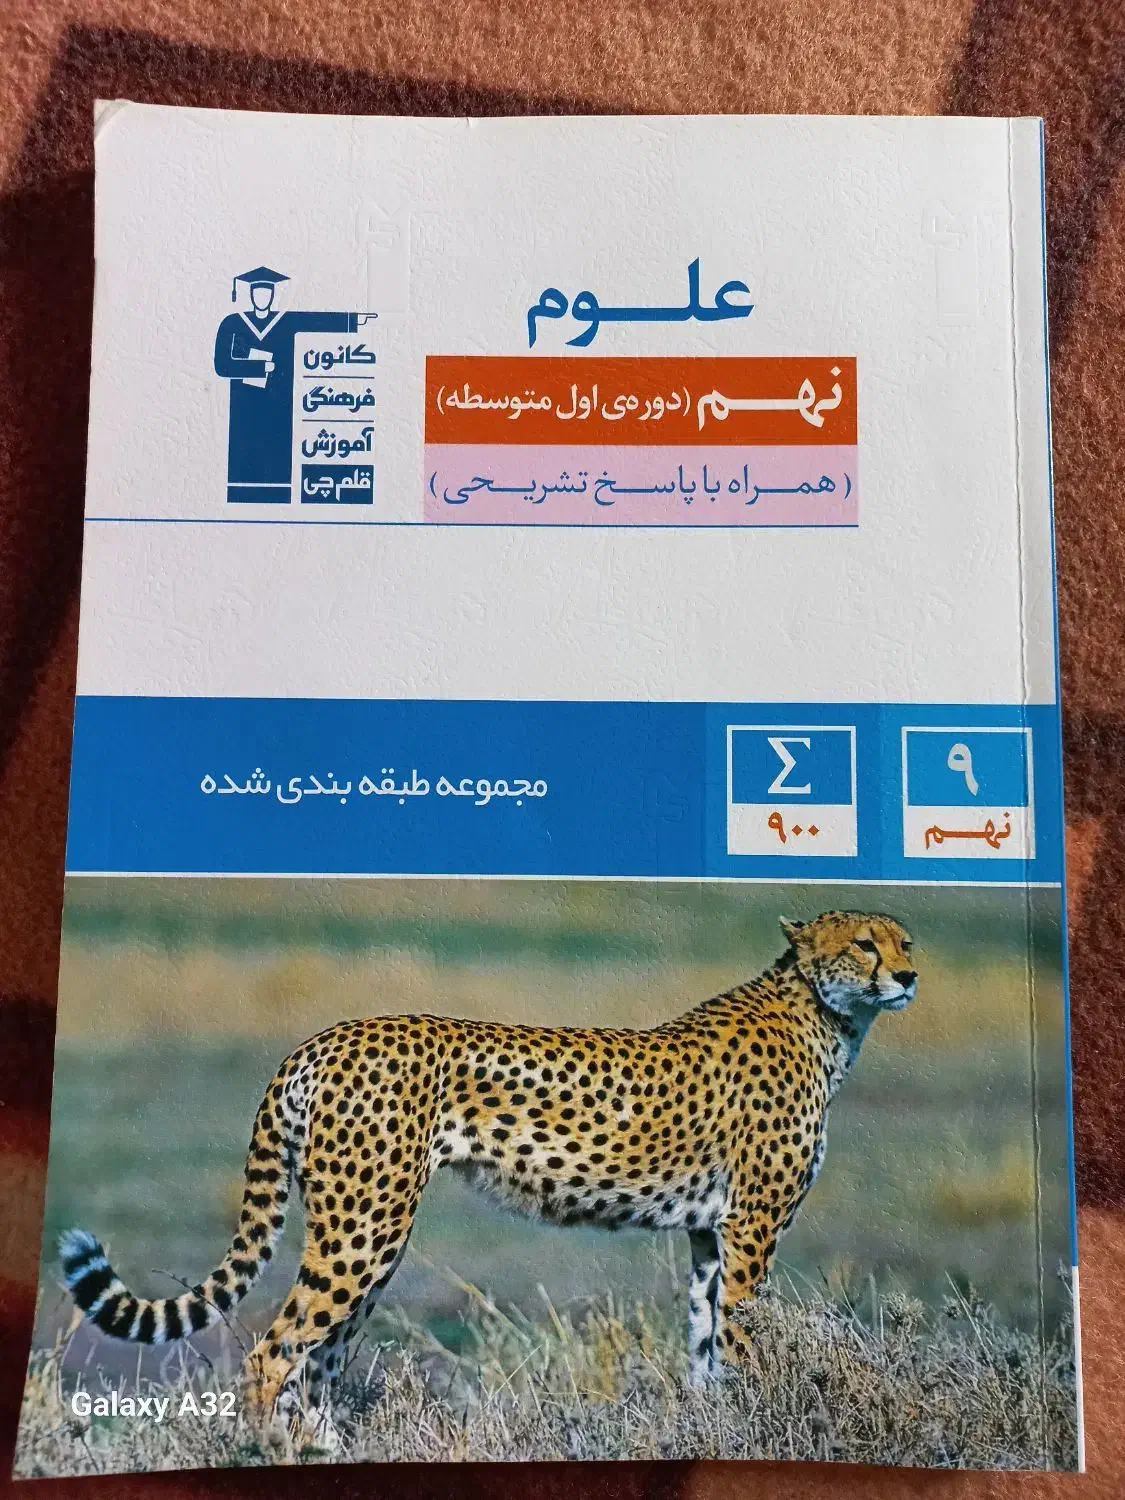 علوم
نهم (دوره‌ی اول متوسطه)
(همراه با پاسخ تشریحی)
کانون
فرهنگی
آموزش
قلم‌چی
۹
نهم
Σ
۹۰۰
مجموعه طبقه بندی شده
Galaxy A32